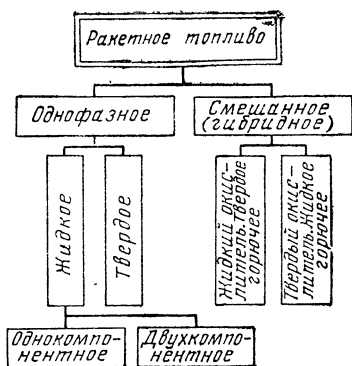 Ракетное топливо
Однофазное
Смешанное
(гибридное)
Жидкое
Твердое
Жидкий окис-
литель.Твердое
горючее
Твердый окис-
литель.Жидкое
горючее
Однокомпо-
нентное
Двухкомпо-
нентное